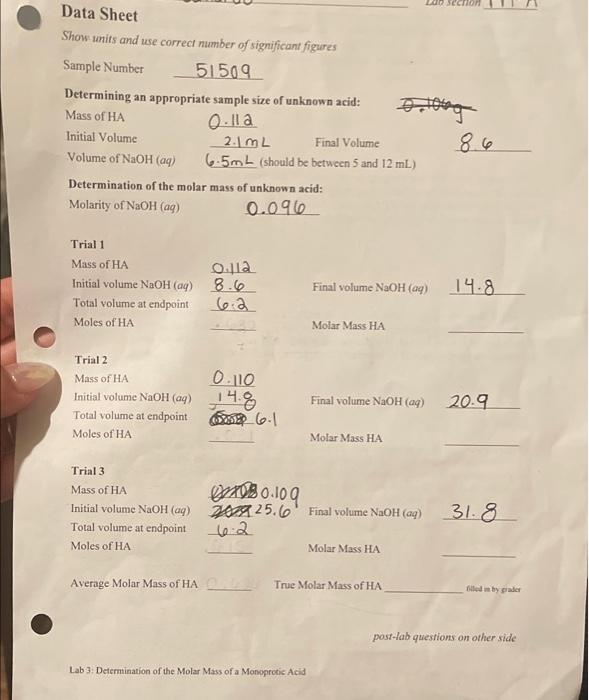 Lab section 111 A
Data Sheet
Show units and use correct number of significant figures
Sample Number 51509
Determining an appropriate sample size of unknown acid:
Mass of HA 0.112
Initial Volume 2.1 mL Final Volume 8.6
Volume of NaOH (aq) 6.5mL (should be between 5 and 12 mL)
Determination of the molar mass of unknown acid:
Molarity of NaOH (aq) 0.096
Trial 1
Mass of HA 0.112
Initial volume NaOH (aq) 8.6 Final volume NaOH (aq) 14.8
Total volume at endpoint 6.2
Moles of HA Molar Mass HA
Trial 2
Mass of HA 0.110
Initial volume NaOH (aq) 14.8 Final volume NaOH (aq) 20.9
Total volume at endpoint 6.1
Moles of HA Molar Mass HA
Trial 3
Mass of HA 0.109
Initial volume NaOH (aq) 25.6 Final volume NaOH (aq) 31.8
Total volume at endpoint 6.2
Moles of HA Molar Mass HA
Average Molar Mass of HA True Molar Mass of HA filled in by grader
post-lab questions on other side
Lab 3: Determination of the Molar Mass of a Monoprotic Acid